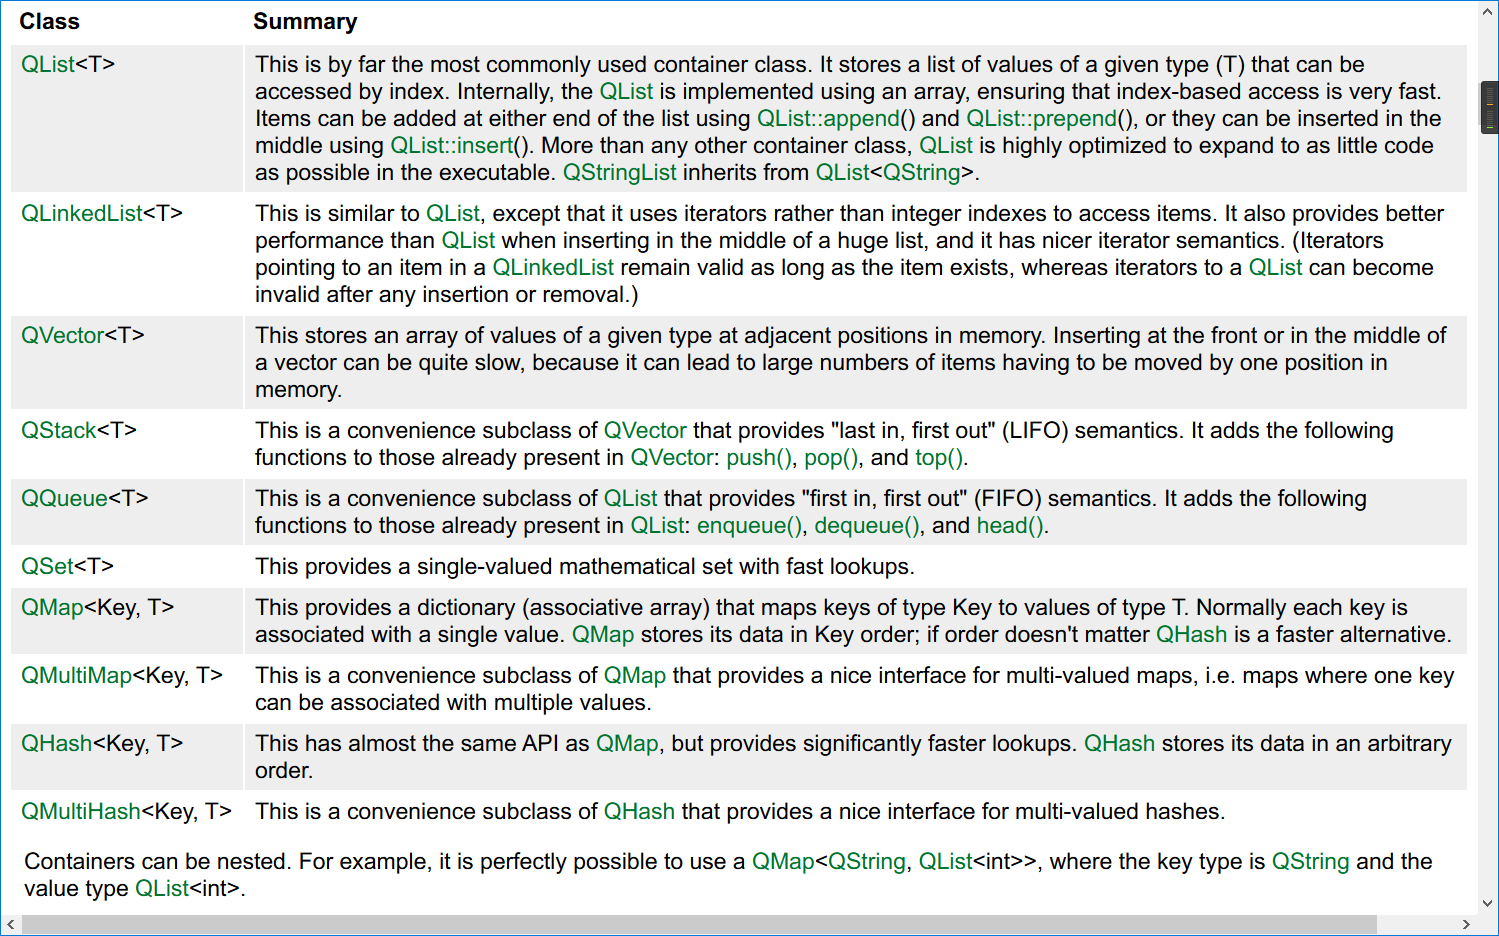 Class Summary
QList<T> This is by far the most commonly used container class. It stores a list of values of a given type (T) that can be
accessed by index. Internally, the QList is implemented using an array, ensuring that index-based access is very fast.
Items can be added at either end of the list using QList::append() and QList::prepend(), or they can be inserted in the
middle using QList::insert(). More than any other container class, QList is highly optimized to expand to as little code
as possible in the executable. QStringList inherits from QList<QString>.
QLinkedList<T> This is similar to QList, except that it uses iterators rather than integer indexes to access items. It also provides better
performance than QList when inserting in the middle of a huge list, and it has nicer iterator semantics. (Iterators
pointing to an item in a QLinkedList remain valid as long as the item exists, whereas iterators to a QList can become
invalid after any insertion or removal.)
QVector<T> This stores an array of values of a given type at adjacent positions in memory. Inserting at the front or in the middle of
a vector can be quite slow, because it can lead to large numbers of items having to be moved by one position in
memory.
QStack<T> This is a convenience subclass of QVector that provides "last in, first out" (LIFO) semantics. It adds the following
functions to those already present in QVector: push(), pop(), and top().
QQueue<T> This is a convenience subclass of QList that provides "first in, first out" (FIFO) semantics. It adds the following
functions to those already present in QList: enqueue(), dequeue(), and head().
QSet<T> This provides a single-valued mathematical set with fast lookups.
QMap<Key, T> This provides a dictionary (associative array) that maps keys of type Key to values of type T. Normally each key is
associated with a single value. QMap stores its data in Key order; if order doesn't matter QHash is a faster alternative.
QMultiMap<Key, T> This is a convenience subclass of QMap that provides a nice interface for multi-valued maps, i.e. maps where one key
can be associated with multiple values.
QHash<Key, T> This has almost the same API as QMap, but provides significantly faster lookups. QHash stores its data in an arbitrary
order.
QMultiHash<Key, T> This is a convenience subclass of QHash that provides a nice interface for multi-valued hashes.
Containers can be nested. For example, it is perfectly possible to use a QMap<QString, QList<int>>, where the key type is QString and the
value type QList<int>.